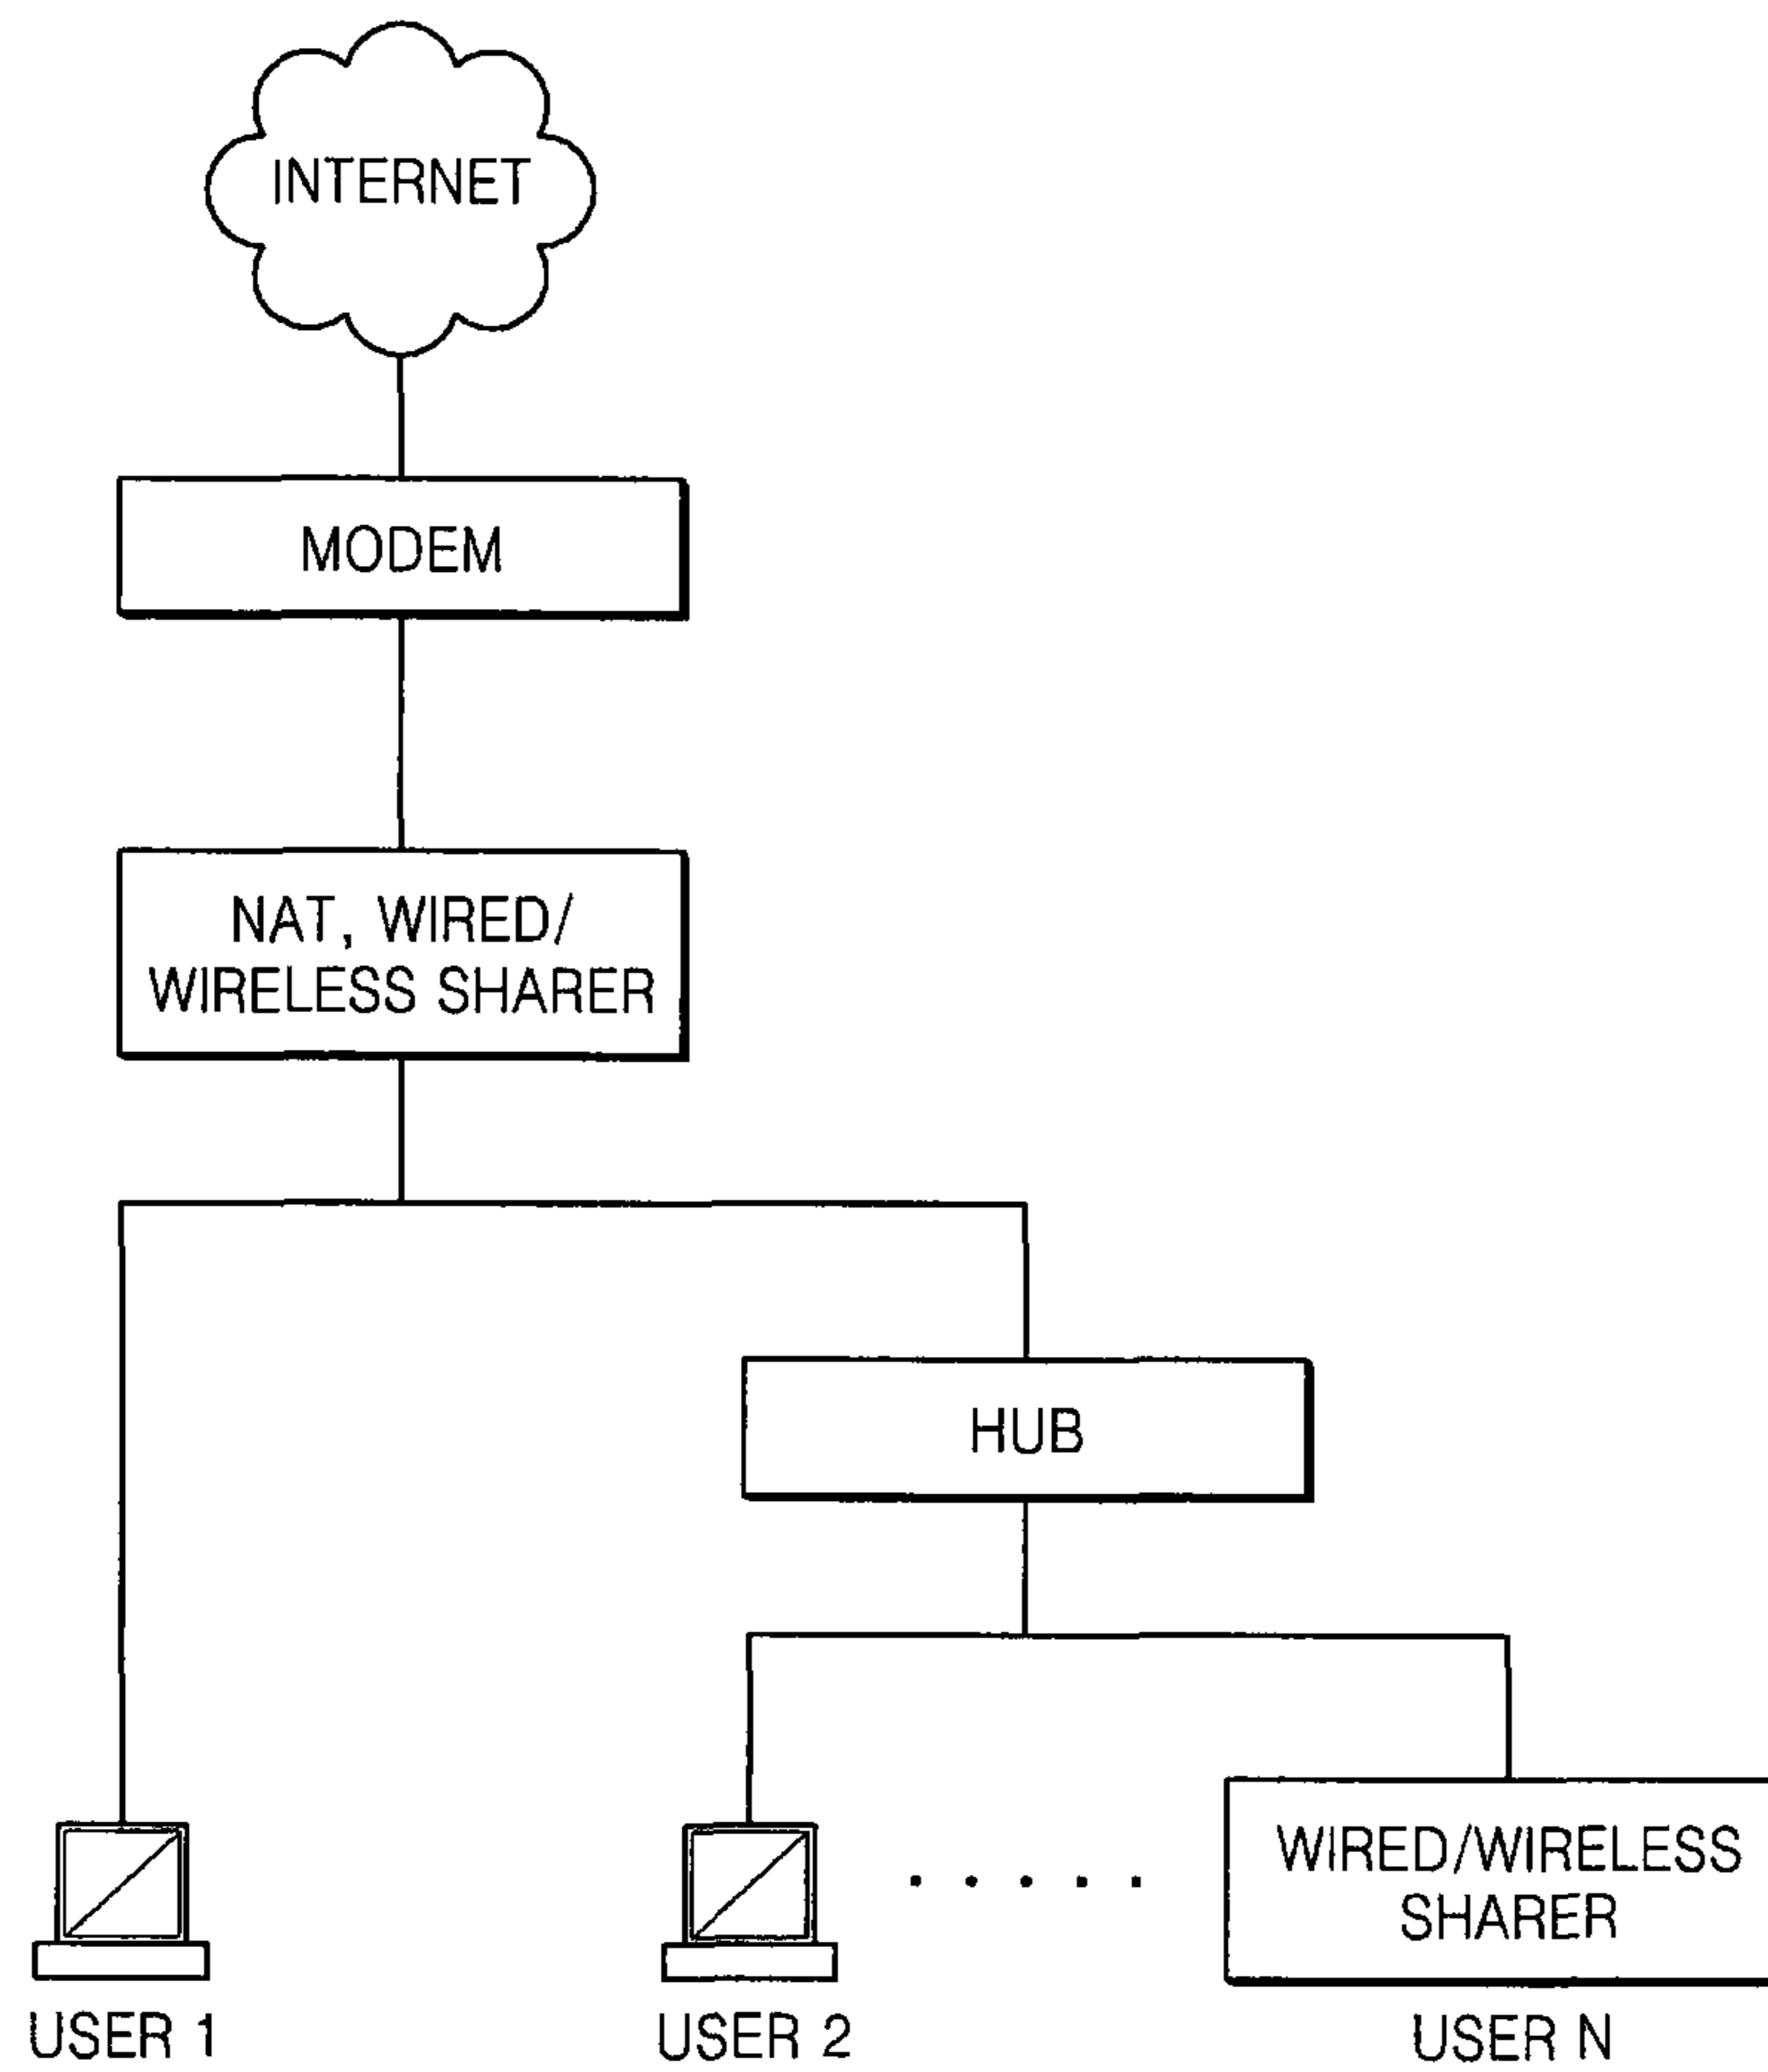 INTERNET
MODEM
NAT, WIRED/
WIRELESS SHARER
HUB
WIRED/WIRELESS
SHARER
USER 1
USER 2
USER N